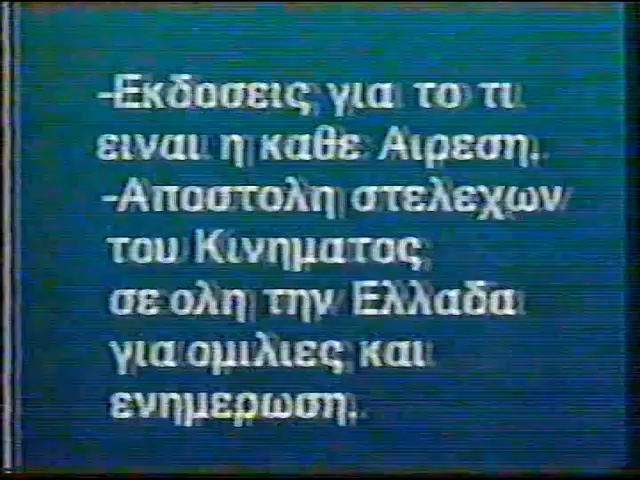 -Εκδοσεις για το τι
ειναι η καθε Αιρεση.
-Αποστολη στελεχων
του Κινηματος
σε ολη την Ελλαδα
για ομιλιες και
ενημερωση.